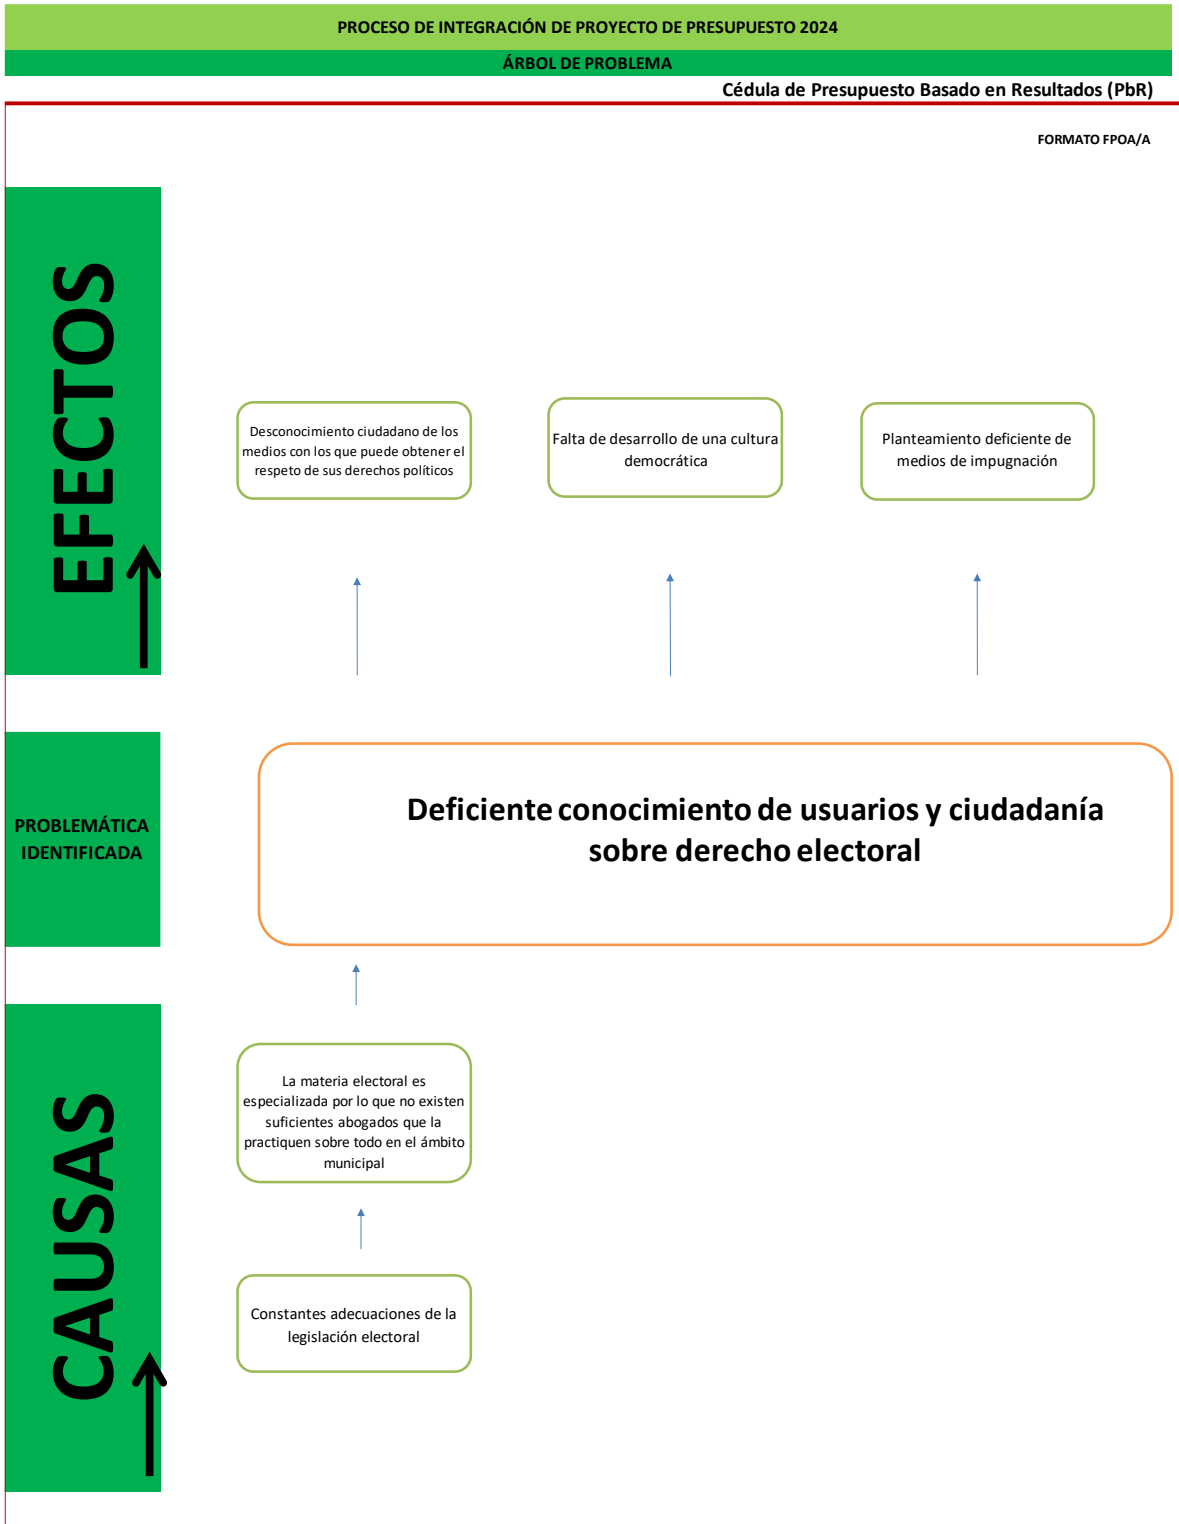 PROCESO DE INTEGRACIÓN DE PROYECTO DE PRESUPUESTO 2024
ÁRBOL DE PROBLEMA
Cédula de Presupuesto Basado en Resultados (PbR)
FORMATO FPOA/A
EFECTOS
Desconocimiento ciudadano de los
medios con los que puede obtener el
respeto de sus derechos políticos
Falta de desarrollo de una cultura
democrática
Planteamiento deficiente de
medios de impugnación
PROBLEMÁTICA
IDENTIFICADA
Deficiente conocimiento de usuarios y ciudadanía
sobre derecho electoral
CAUSAS
La materia electoral es
especializada por lo que no existen
suficientes abogados que la
practiquen sobre todo en el ámbito
municipal
Constantes adecuaciones de la
legislación electoral